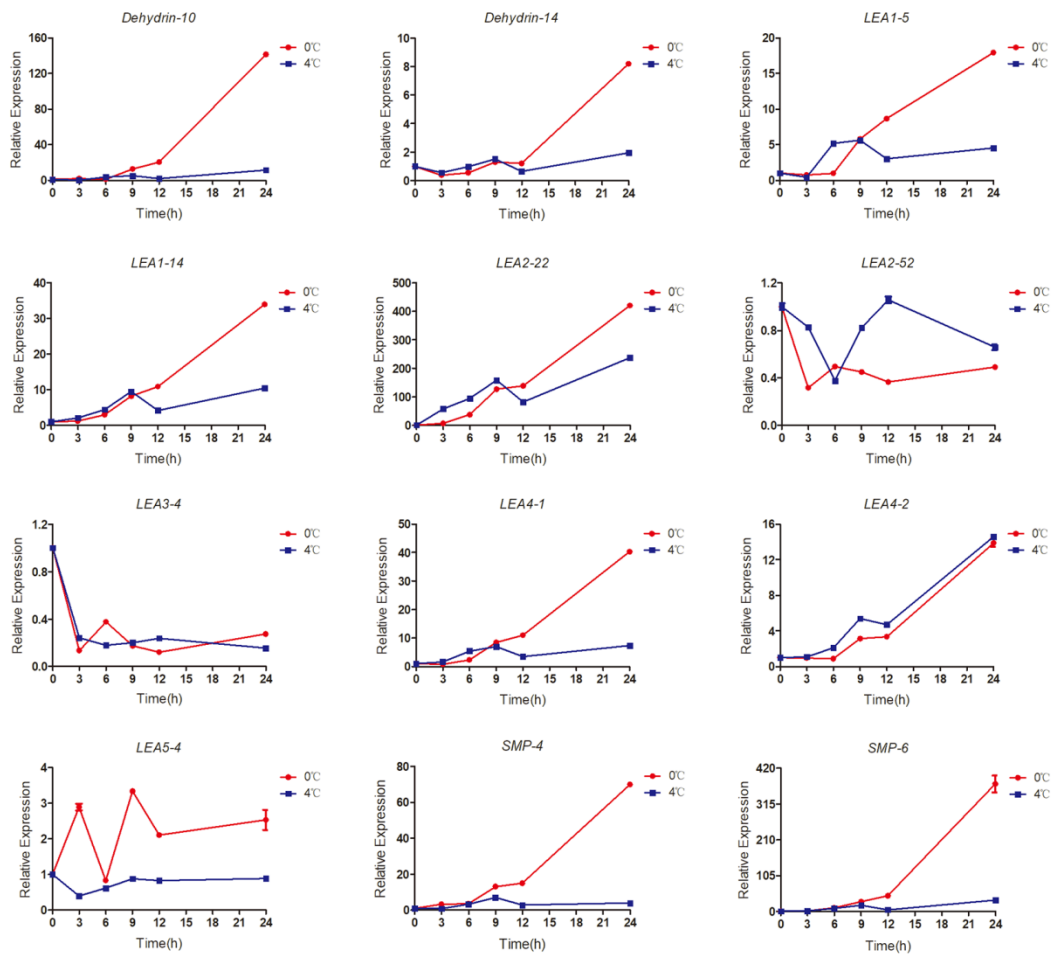 Dehydrin-10
Relative Expression
160
120
80
40
0
0 3 6 9 12 15 18 21 24
Time(h)
0℃
4℃
Dehydrin-14
Relative Expression
10
8
6
4
2
0
0 3 6 9 12 15 18 21 24
Time(h)
0℃
4℃
LEA1-5
Relative Expression
20
15
10
5
0
0 3 6 9 12 15 18 21 24
Time(h)
0℃
4℃
LEA1-14
Relative Expression
40
30
20
10
0
0 3 6 9 12 15 18 21 24
Time(h)
0℃
4℃
LEA2-22
Relative Expression
500
400
300
200
100
0
0 3 6 9 12 15 18 21 24
Time(h)
0℃
4℃
LEA2-52
Relative Expression
1.2
0.8
0.4
0.0
0 3 6 9 12 15 18 21 24
Time(h)
0℃
4℃
LEA3-4
Relative Expression
1.2
0.8
0.4
0.0
0 3 6 9 12 15 18 21 24
Time(h)
0℃
4℃
LEA4-1
Relative Expression
50
40
30
20
10
0
0 3 6 9 12 15 18 21 24
Time(h)
0℃
4℃
LEA4-2
Relative Expression
16
12
8
4
0
0 3 6 9 12 15 18 21 24
Time(h)
0℃
4℃
LEA5-4
Relative Expression
4
3
2
1
0
0 3 6 9 12 15 18 21 24
Time(h)
0℃
4℃
SMP-4
Relative Expression
80
60
40
20
0
0 3 6 9 12 15 18 21 24
Time(h)
0℃
4℃
SMP-6
Relative Expression
420
315
210
105
0
0 3 6 9 12 15 18 21 24
Time(h)
0℃
4℃